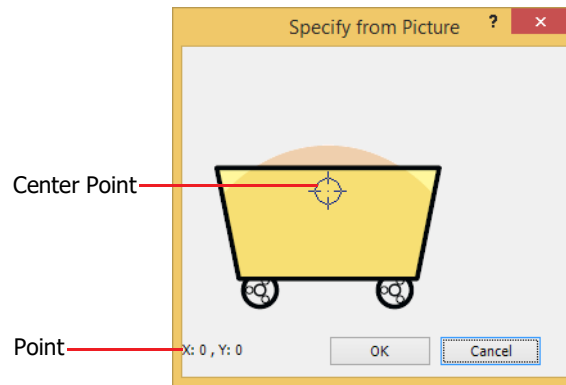 Specify from Picture
? ×
Center Point
Point
X: 0 , Y: 0
OK
Cancel